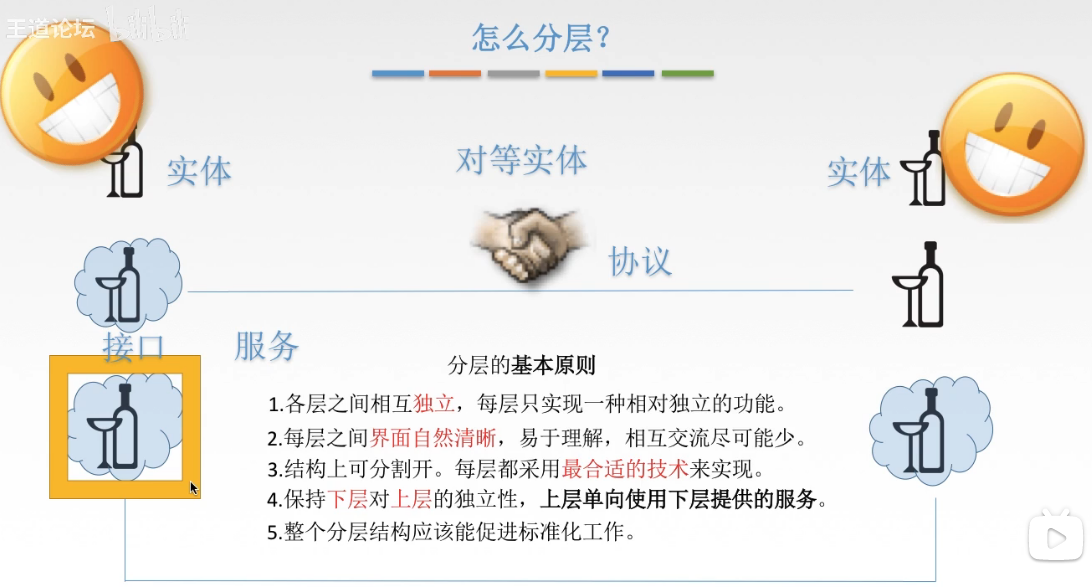 王道论坛 bilibili
怎么分层？
实体
对等实体
实体
协议
接口
服务
分层的基本原则
1.各层之间相互独立，每层只实现一种相对独立的功能。
2.每层之间界面自然清晰，易于理解，相互交流尽可能少。
3.结构上可分割开。每层都采用最合适的技术来实现。
4.保持下层对上层的独立性，上层单向使用下层提供的服务。
5.整个分层结构应该能促进标准化工作。